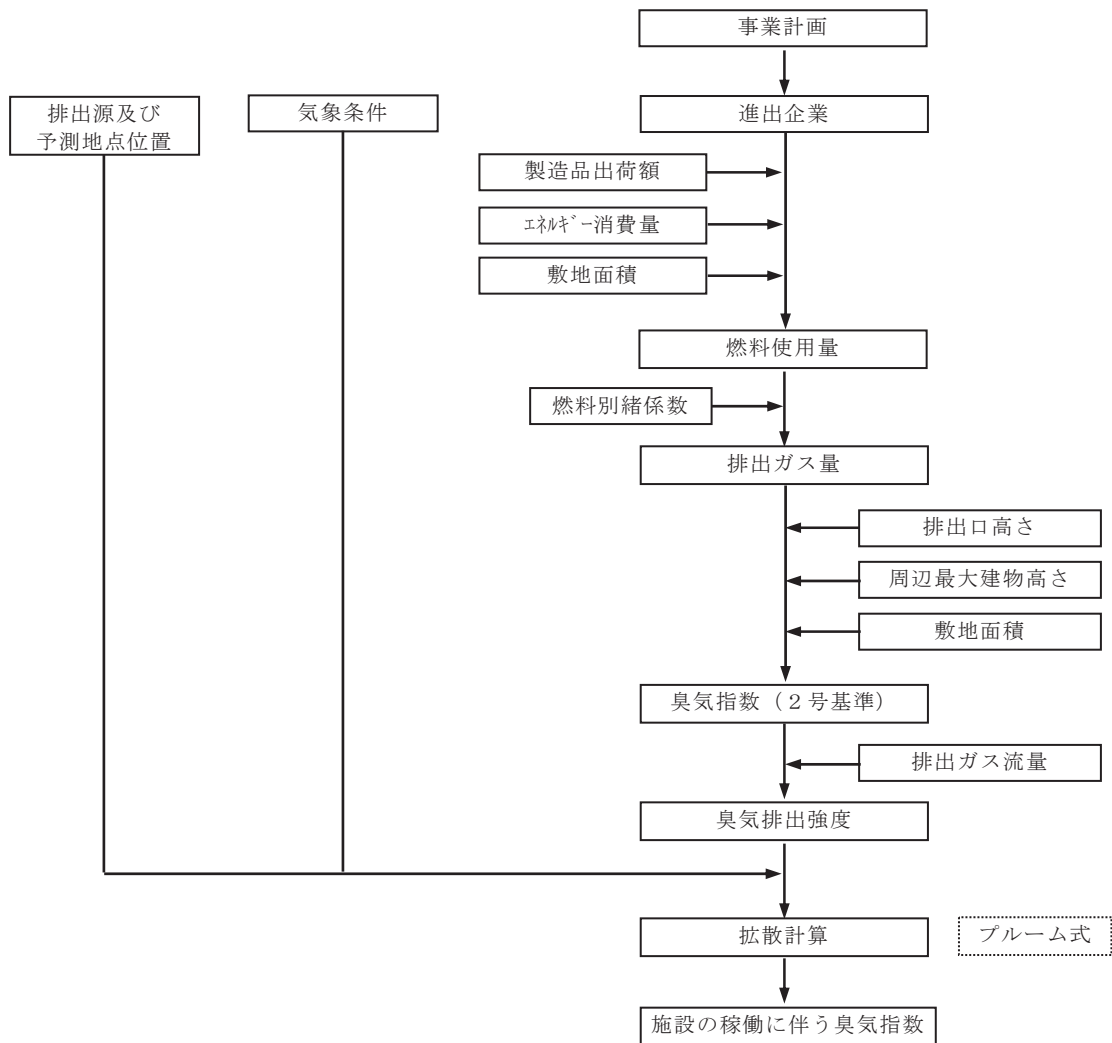 事業計画
排出源及び
予測地点位置
気象条件
進出企業
製造品出荷額
ｴﾈﾙｷﾞｰ消費量
敷地面積
燃料使用量
燃料別緒係数
排出ガス量
排出口高さ
周辺最大建物高さ
敷地面積
臭気指数（２号基準）
排出ガス流量
臭気排出強度
拡散計算
プルーム式
施設の稼働に伴う臭気指数